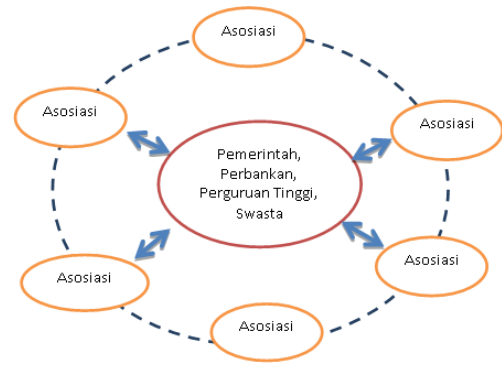 Asosiasi
Asosiasi
Asosiasi
Pemerintah,
Perbankan,
Perguruan Tinggi,
Swasta
Asosiasi
Asosiasi
Asosiasi